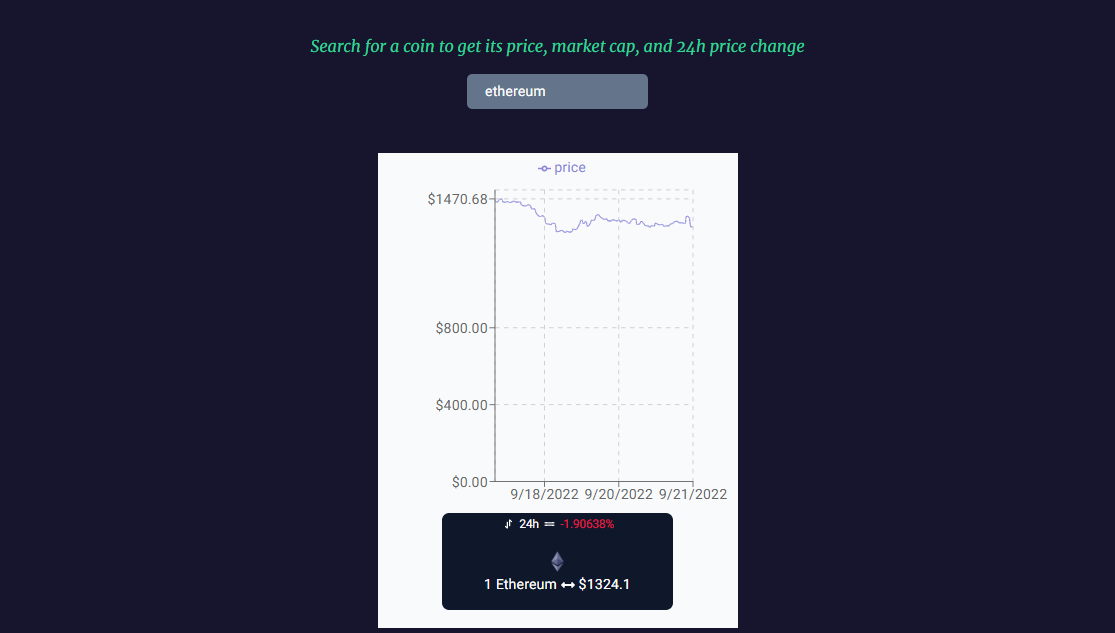 Search for a coin to get its price, market cap, and 24h price change
ethereum
price
$1470.68
$800.00
$400.00
$0.00
9/18/2022 9/20/2022 9/21/2022
24h = -1.90638%
1 Ethereum ↔ $1324.1